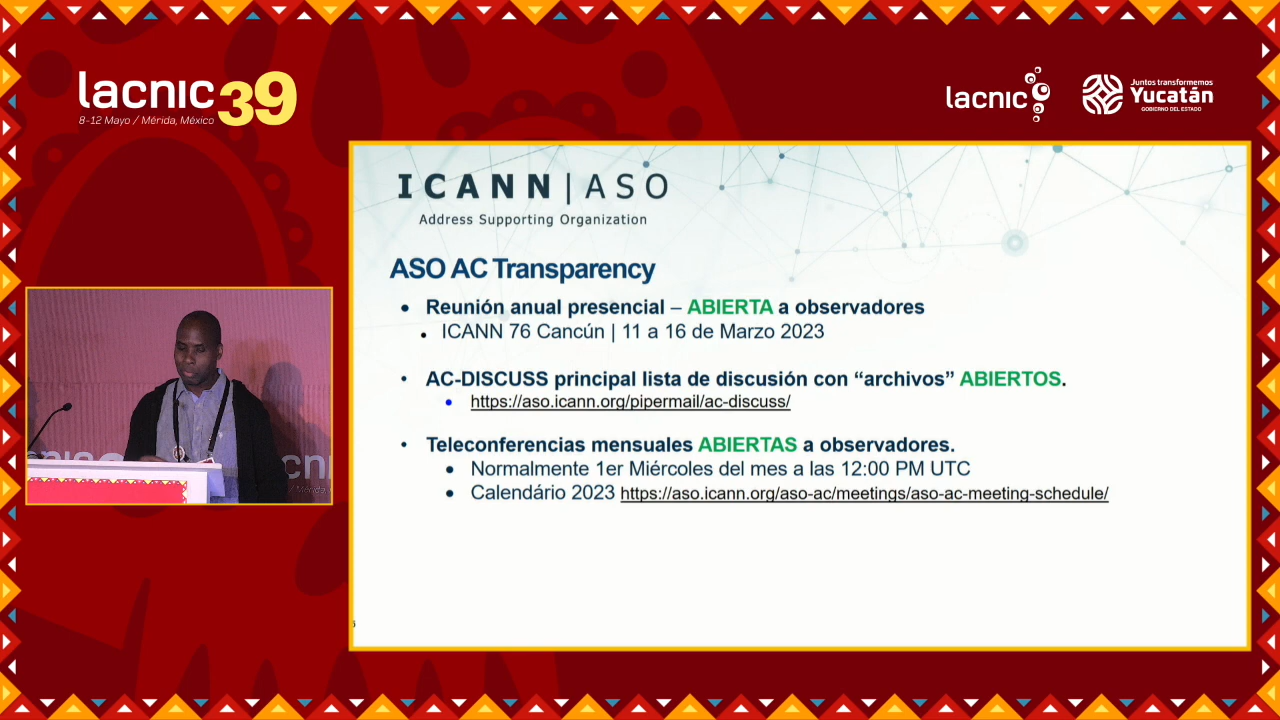 lacnic 39
8-12 Mayo / Mérida, México
lacnic
Juntos transformemos
Yucatán
GOBIERNO DEL ESTADO
ICANN|ASO
Address Supporting Organization
ASO AC Transparency
• Reunión anual presencial – ABIERTA a observadores
• ICANN 76 Cancún | 11 a 16 de Marzo 2023
• AC-DISCUSS principal lista de discusión con “archivos” ABIERTOS.
• https://aso.icann.org/pipermail/ac-discuss/
• Teleconferencias mensuales ABIERTAS a observadores.
• Normalmente 1er Miércoles del mes a las 12:00 PM UTC
• Calendário 2023 https://aso.icann.org/aso-ac/meetings/aso-ac-meeting-schedule/